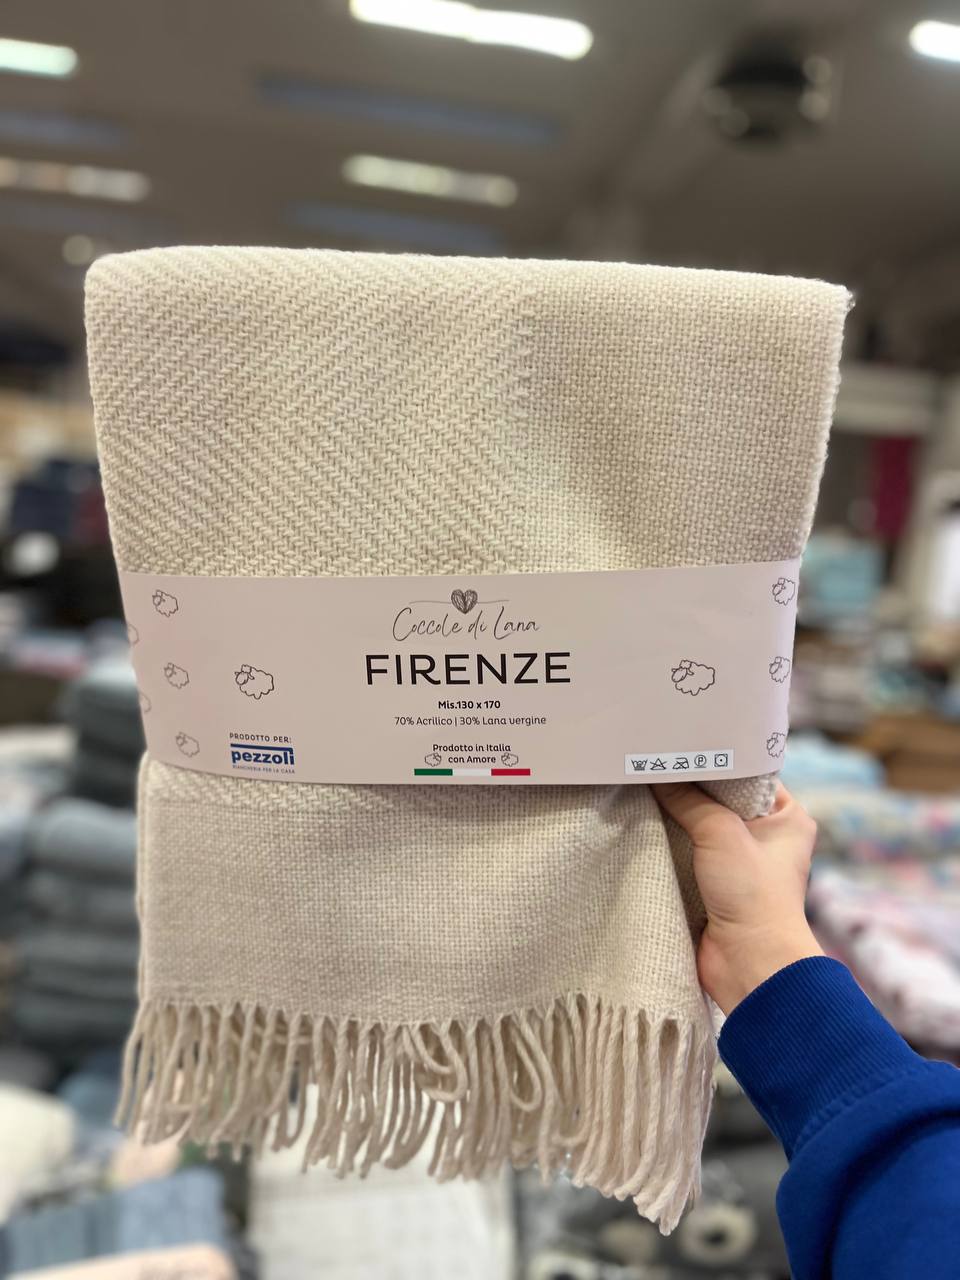 Coccole di Lana
FIRENZE
Mis.130 x 170
70% Acrilico | 30% Lana vergine
PRODOTTO PER:
pezzoli
BIANCHERIA PER LA CASA
Prodotto in Italia
con Amore
P